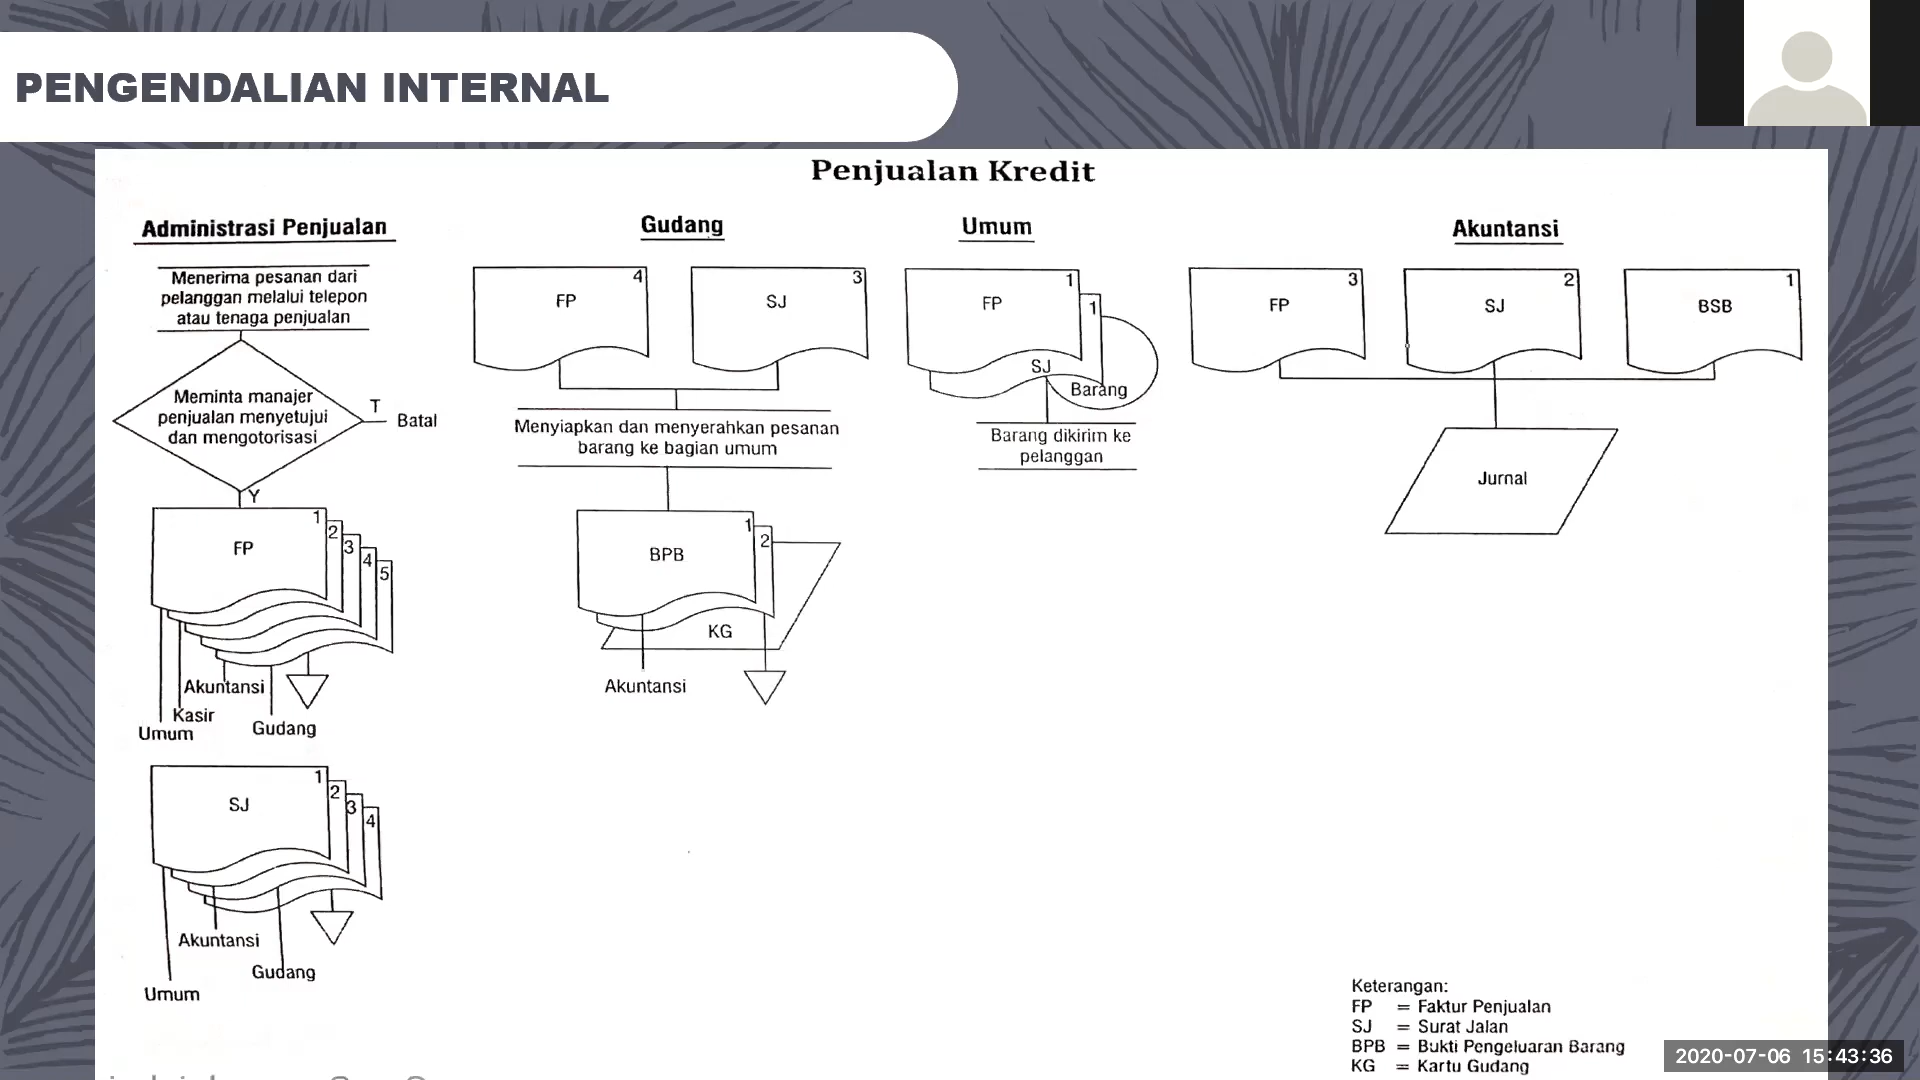 PENGENDALIAN INTERNAL
Penjualan Kredit
Administrasi Penjualan
Menerima pesanan dari
pelanggan melalui telepon
atau tenaga penjualan
Meminta manajer
penjualan menyetujui
dan mengotorisasi
T
Batal
Y
FP
1
2
3
4
5
Akuntansi
Kasir
Umum
Gudang
SJ
1
2
3
4
Akuntansi
Gudang
Umum
Gudang
4
FP
3
SJ
Menyiapkan dan menyerahkan pesanan
barang ke bagian umum
BPB
1
2
KG
Akuntansi
Umum
1
FP
1
SJ
Barang
Barang dikirim ke
pelanggan
Akuntansi
3
FP
2
SJ
1
BSB
Jurnal
Keterangan:
FP = Faktur Penjualan
SJ = Surat Jalan
BPB = Bukti Pengeluaran Barang
KG = Kartu Gudang
2020-07-06 15:43:36